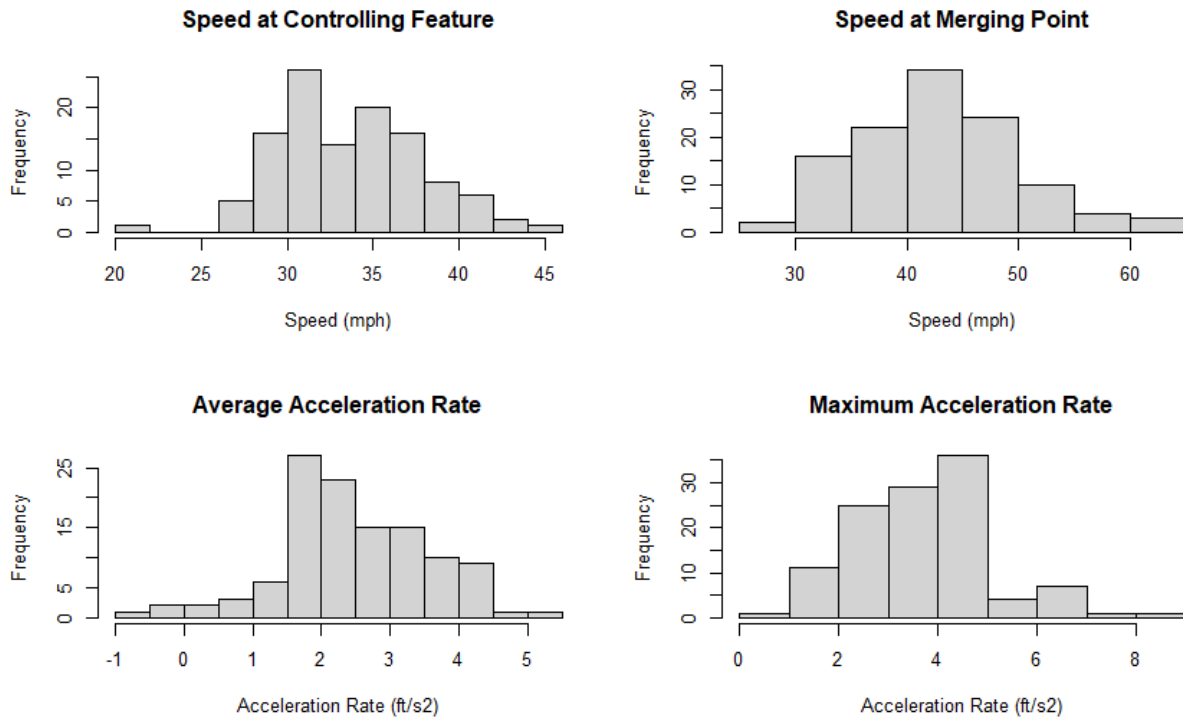 Speed at Controlling Feature
Frequency
0 5 10 20
20 25 30 35 40 45
Speed (mph)
Speed at Merging Point
Frequency
0 10 20 30
30 40 50 60
Speed (mph)
Average Acceleration Rate
Frequency
0 5 15 25
-1 0 1 2 3 4 5
Acceleration Rate (ft/s2)
Maximum Acceleration Rate
Frequency
0 10 20 30
0 2 4 6 8
Acceleration Rate (ft/s2)